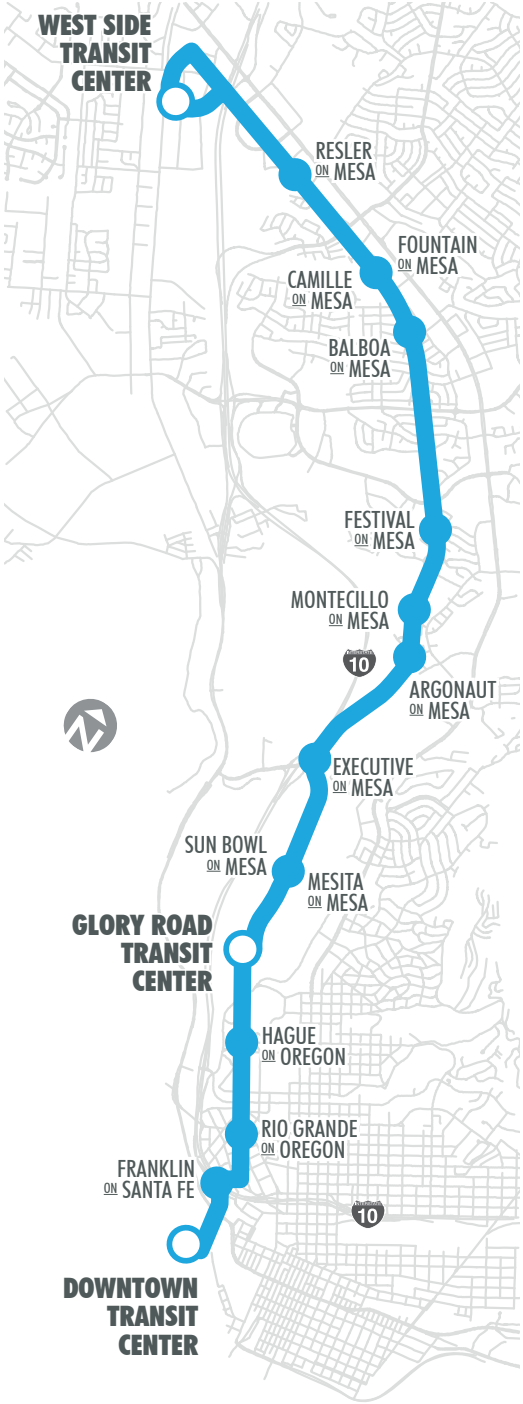 WEST SIDE
TRANSIT
CENTER
RESLER
ON MESA
FOUNTAIN
ON MESA
CAMILLE
ON MESA
BALBOA
ON MESA
FESTIVAL
ON MESA
MONTECILLO
ON MESA
10
ARGONAUT
ON MESA
N
EXECUTIVE
ON MESA
SUN BOWL
ON MESA
MESITA
ON MESA
GLORY ROAD
TRANSIT
CENTER
HAGUE
ON OREGON
RIO GRANDE
ON OREGON
FRANKLIN
ON SANTA FE
10
DOWNTOWN
TRANSIT
CENTER